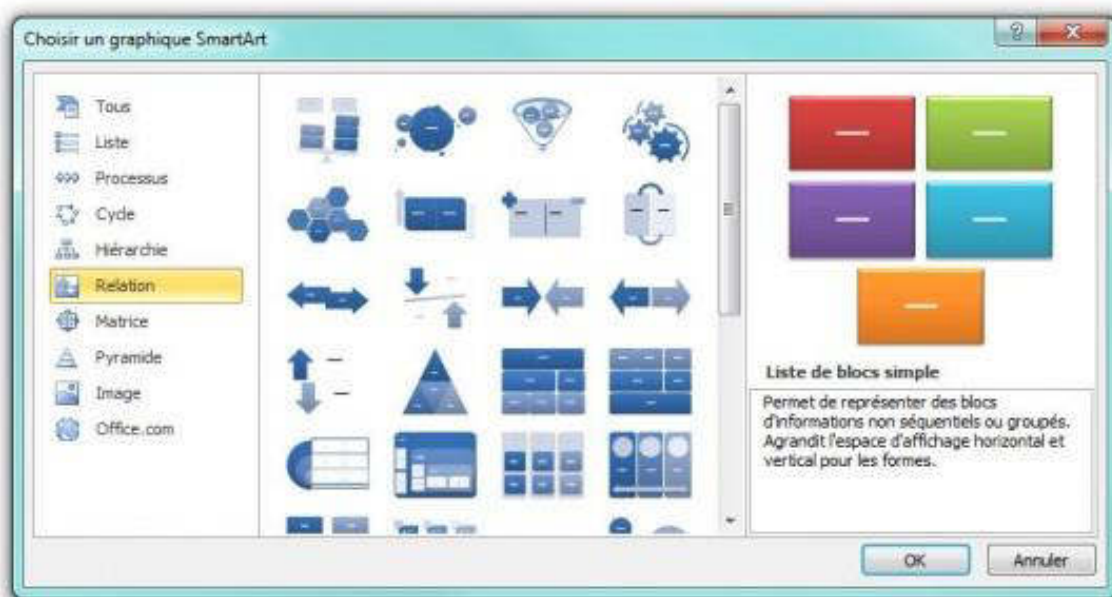 Choisir un graphique SmartArt
?
Tous
Liste
Processus
Cycle
Hiérarchie
Relation
Matrice
Pyramide
Image
Office.com
Liste de blocs simple
Permet de représenter des blocs
d'informations non séquentiels ou groupés.
Agrandit l'espace d'affichage horizontal et
vertical pour les formes.
OK
Annuler